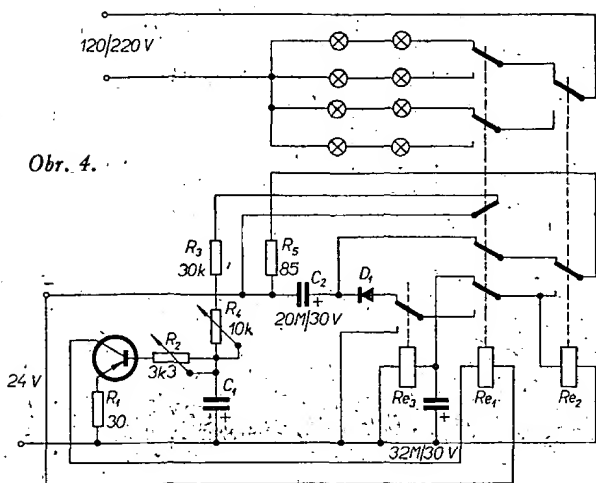 120/220 V
Obr. 4.
R3
30k
R5
85
C2
20M/30 V
D1
R4
10k
R2
3k3
C1
24 V
R1
30
Re3
Re1
Re2
32M/30 V